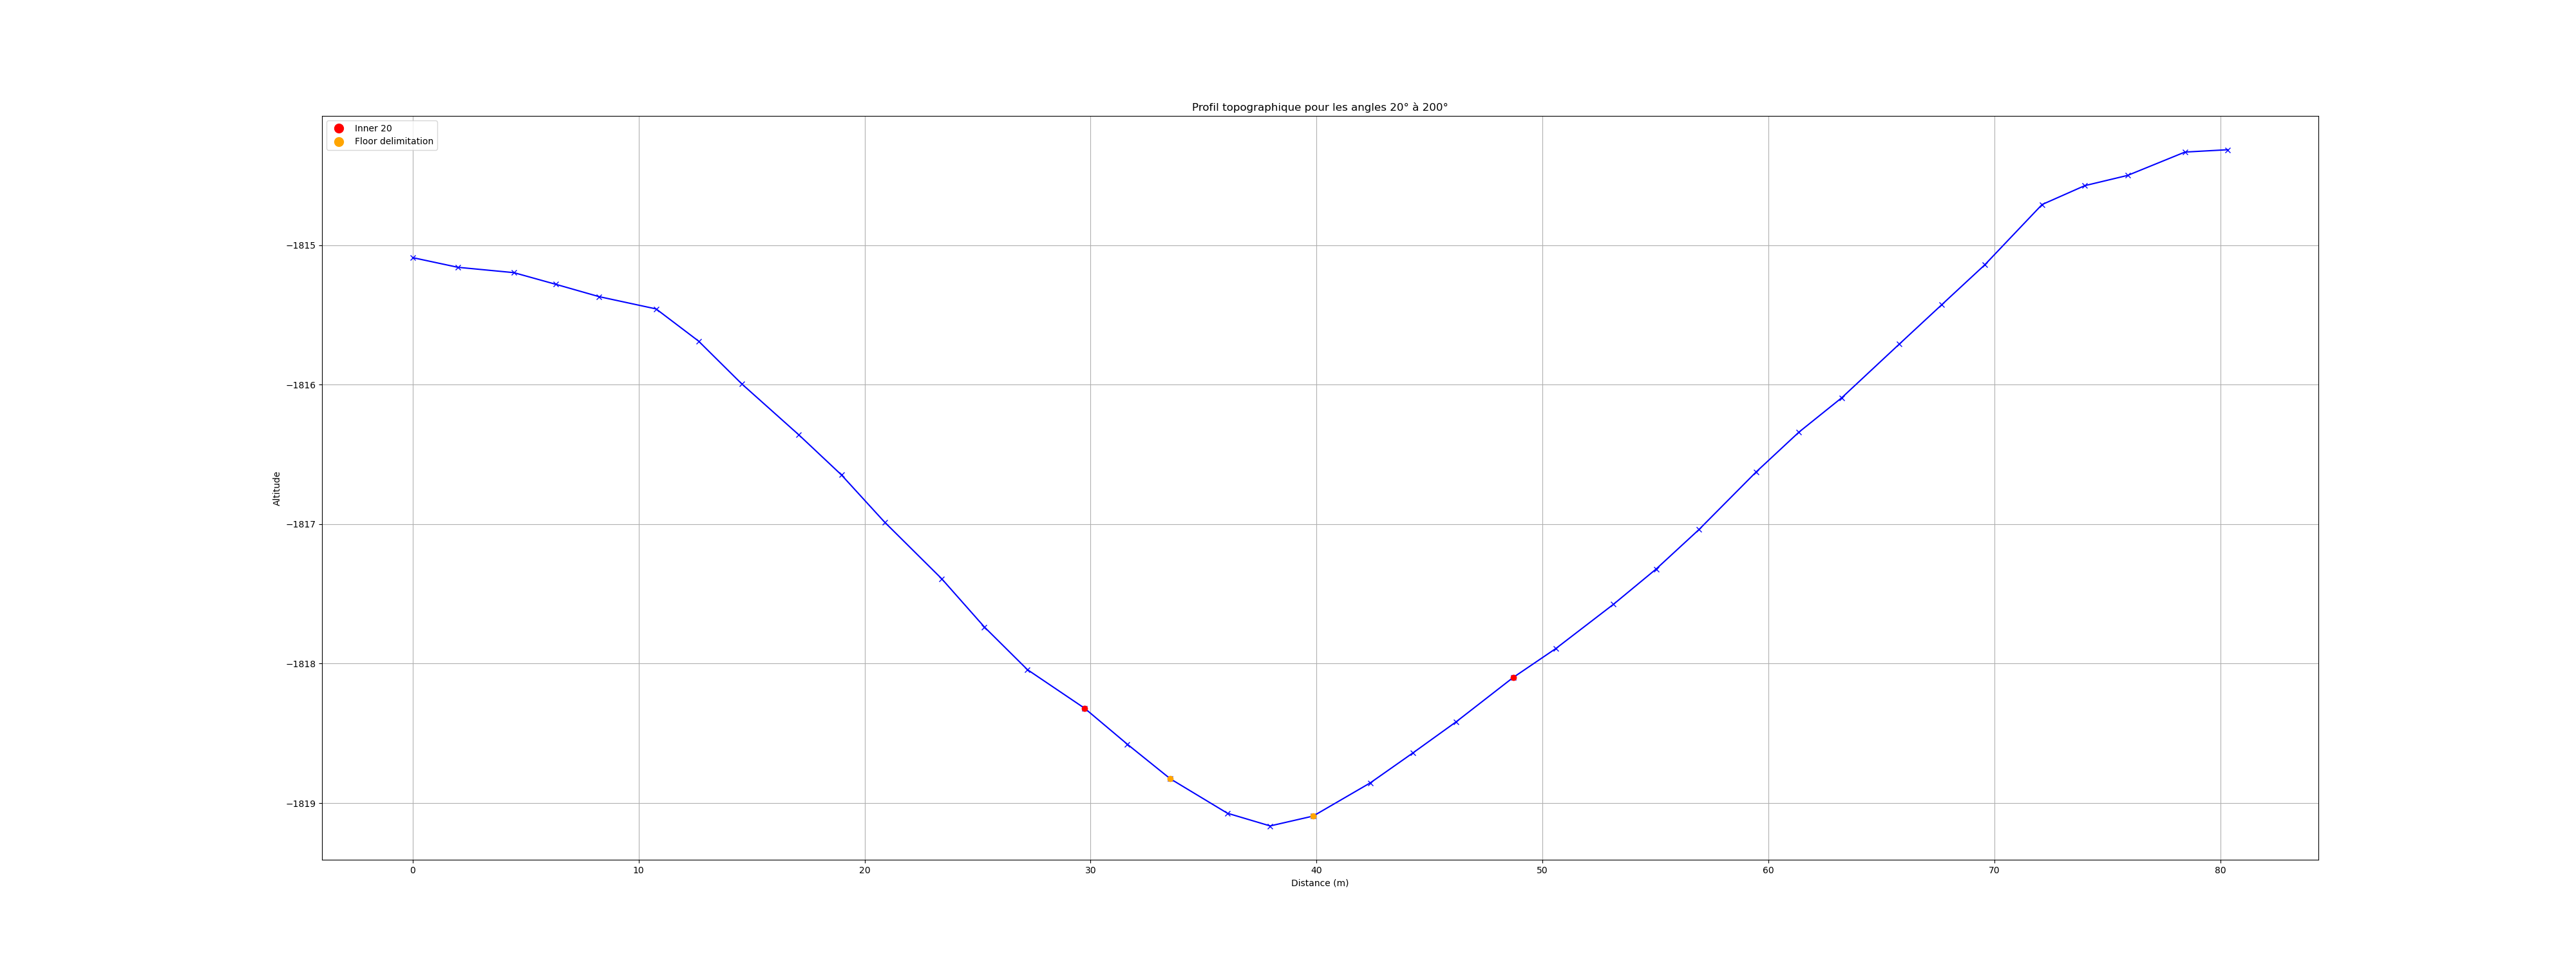 Profil topographique pour les angles 20° à 200°
Inner 20
Floor delimitation
−1815
−1816
−1817
−1818
−1819
Altitude
0 10 20 30 40 50 60 70 80
Distance (m)